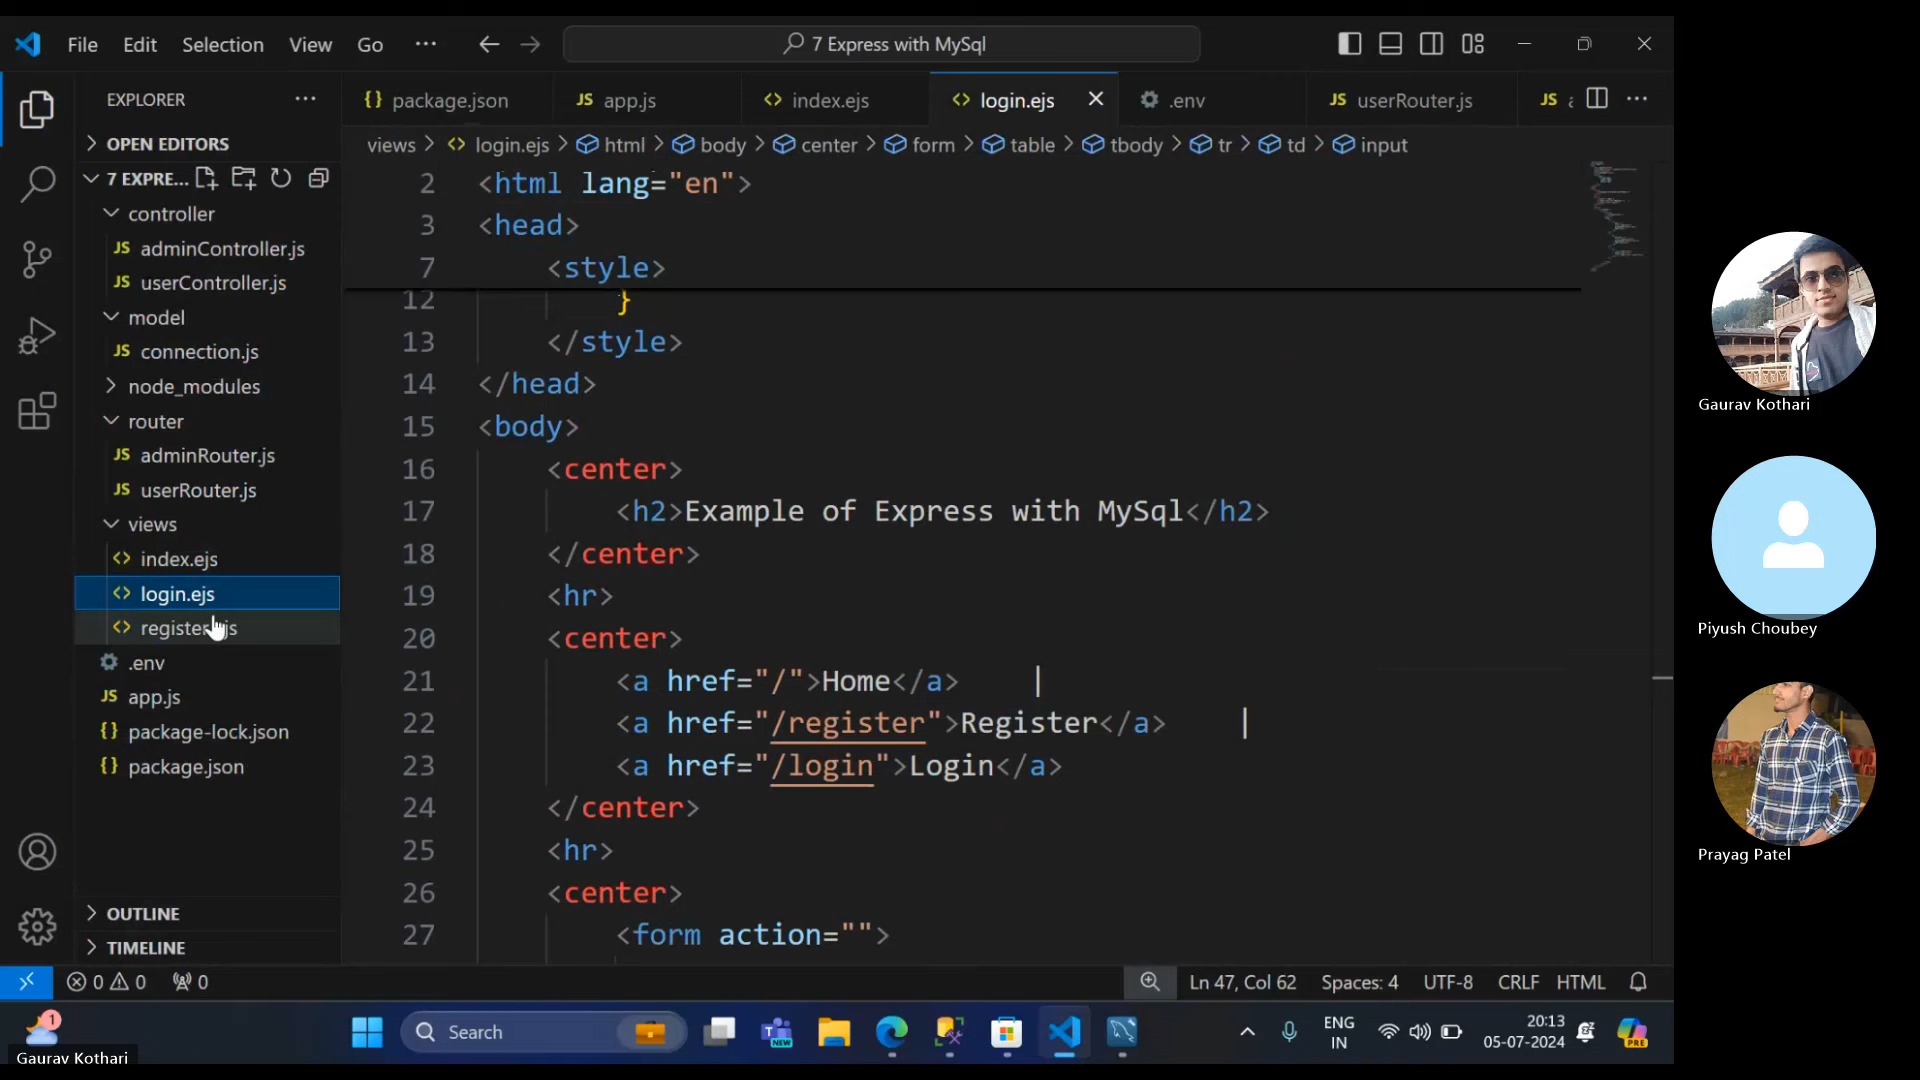 File Edit Selection View Go ··· 7 Express with MySql
EXPLORER ···
OPEN EDITORS
7 EXPRE...
controller
JS adminController.js
JS userController.js
model
JS connection.js
node_modules
router
JS adminRouter.js
JS userRouter.js
views
<> index.ejs
<> login.ejs
<> register.ejs
.env
JS app.js
{} package-lock.json
{} package.json
OUTLINE
TIMELINE
{} package.json JS app.js <> index.ejs <> login.ejs .env JS userRouter.js JS ···
views > <> login.ejs > html > body > center > form > table > tbody > tr > td > input
2 <html lang="en">
3 <head>
7 <style>
12 }
13 </style>
14 </head>
15 <body>
16 <center>
17 <h2>Example of Express with MySql</h2>
18 </center>
19 <hr>
20 <center>
21 <a href="/">Home</a> |
22 <a href="/register">Register</a> |
23 <a href="/login">Login</a>
24 </center>
25 <hr>
26 <center>
27 <form action="">
0 0 0 Ln 47, Col 62 Spaces: 4 UTF-8 CRLF HTML
1 Search NEW ENG IN 20:13 05-07-2024 PRE
Gaurav Kothari
Gaurav Kothari
Piyush Choubey
Prayag Patel